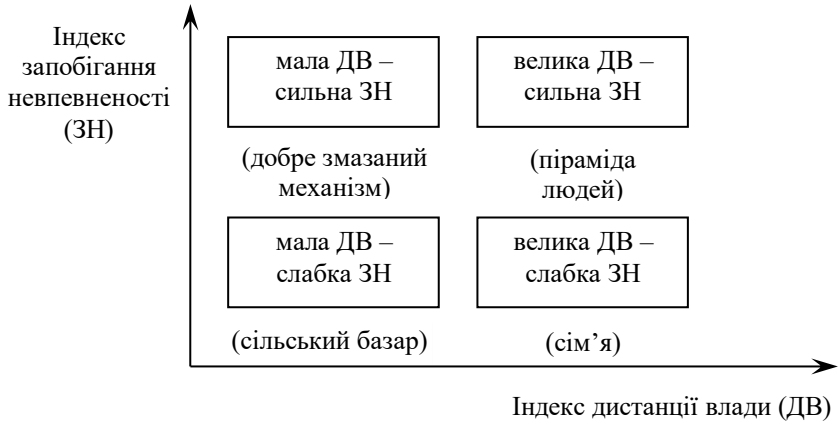 Індекс
запобігання
невпевненості
(ЗН)
мала ДВ –
сильна ЗН
велика ДВ –
сильна ЗН
(добре змазаний
механізм)
(піраміда
людей)
мала ДВ –
слабка ЗН
велика ДВ –
слабка ЗН
(сільський базар)
(сім’я)
Індекс дистанції влади (ДВ)